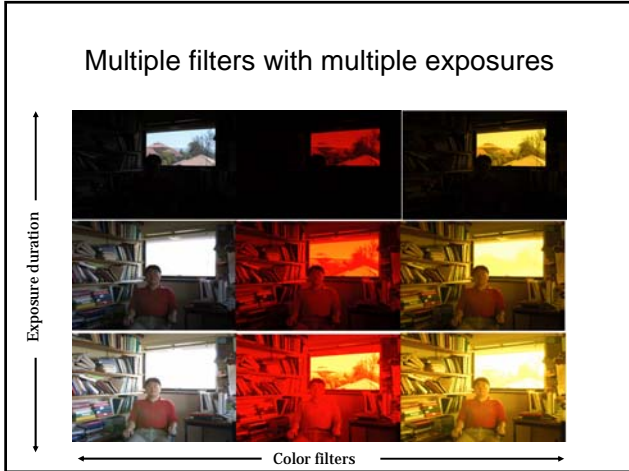 Multiple filters with multiple exposures
Exposure duration
Color filters